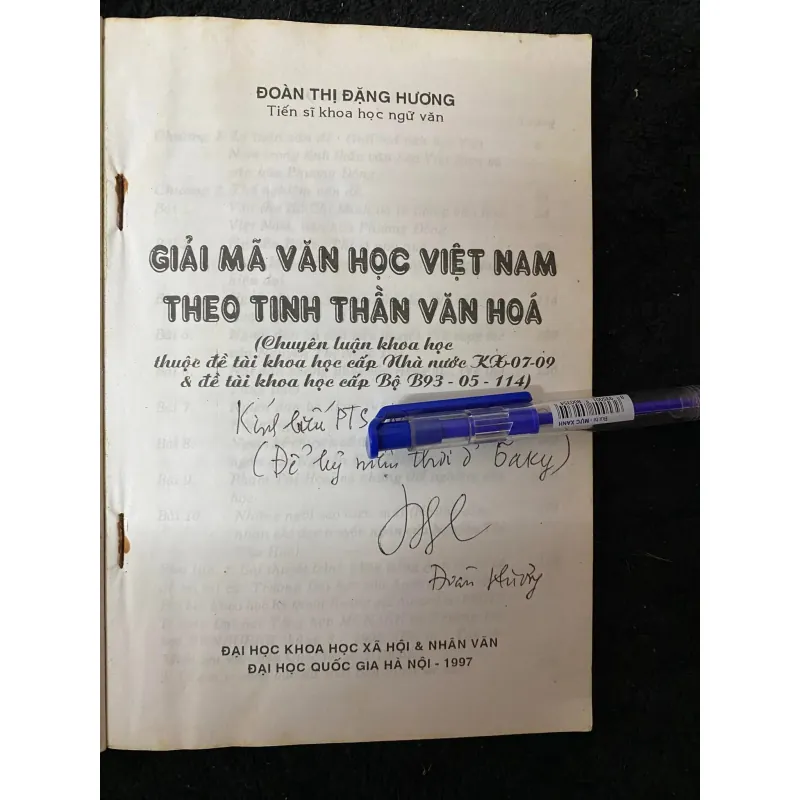 ĐOÀN THỊ ĐẶNG HƯƠNG
Tiến sĩ khoa học ngữ văn
GIẢI MÃ VĂN HỌC VIỆT NAM
THEO TINH THẦN VĂN HOÁ
(Chuyên luận khoa học
thuộc đề tài khoa học cấp Nhà nước KX-07-09
& đề tài khoa học cấp Bộ B93 - 05 - 114)
Kính biếu PTS
(Để kỷ niệm thời ở Баку)
Đoàn Hương
ĐẠI HỌC KHOA HỌC XÃ HỘI & NHÂN VĂN
ĐẠI HỌC QUỐC GIA HÀ NỘI - 1997
MỰC XANH